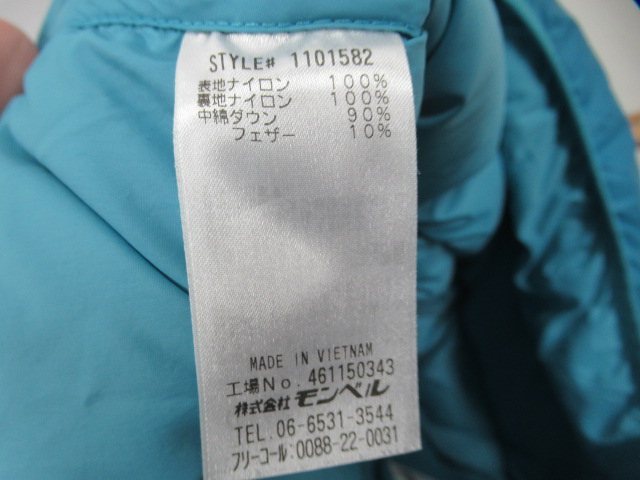 STYLE# 1101582
表地ナイロン 100%
裏地ナイロン 100%
中綿ダウン 90%
フェザー 10%
MADE IN VIETNAM
工場No. 461150343
株式会社 モンベル
TEL. 06-6531-3544
フリーコール: 0088-22-0031